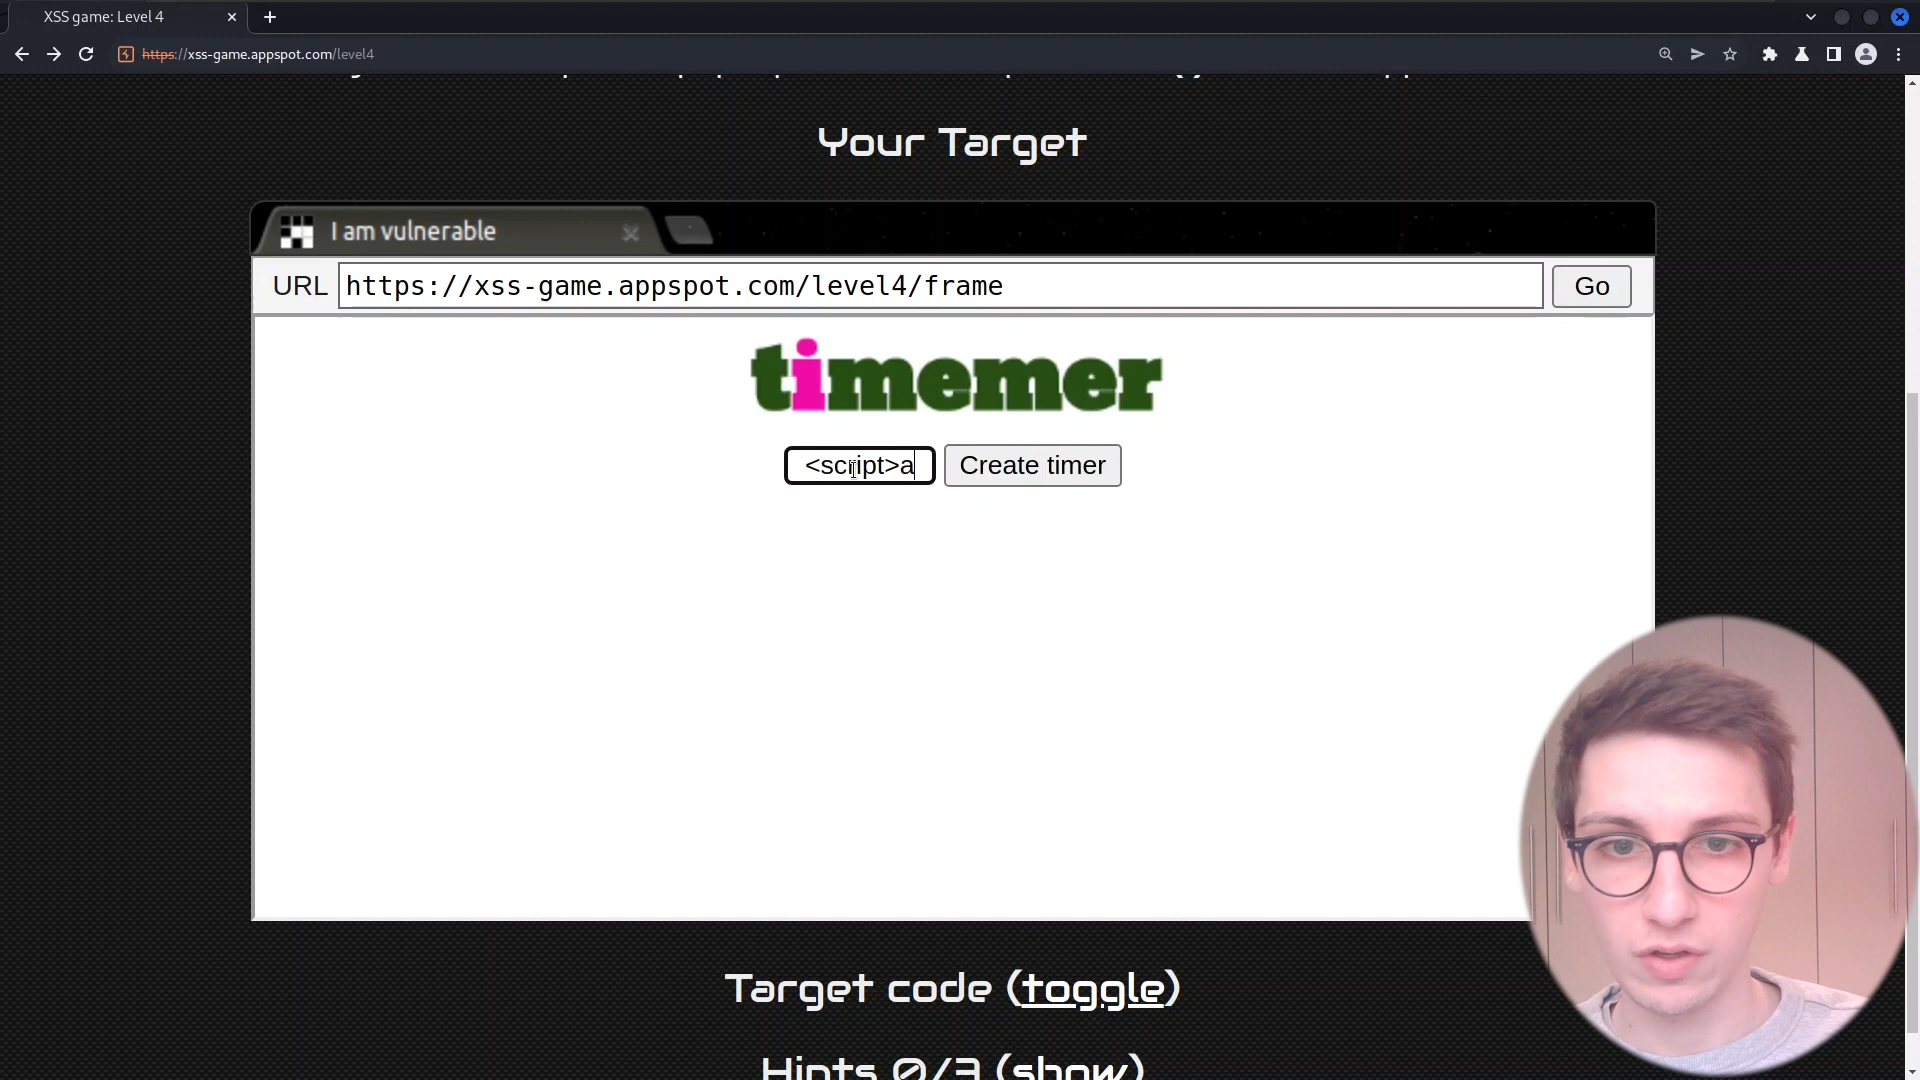 XSS game: Level 4
https://xss-game.appspot.com/level4
Your Target
I am vulnerable
URL https://xss-game.appspot.com/level4/frame Go
timemer
<script>a Create timer
Target code (toggle)
Hints 0/3 (show)